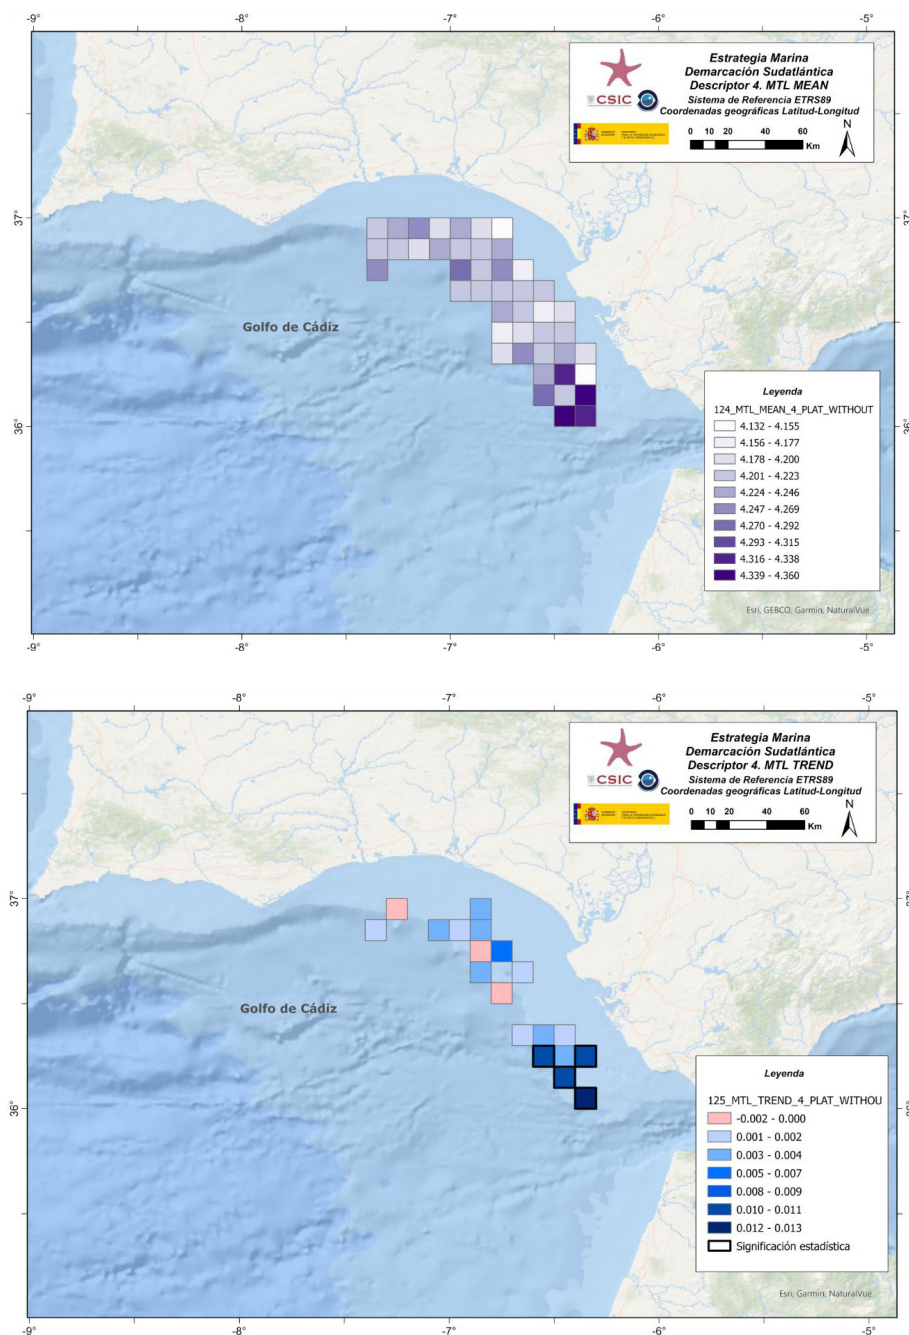 -9° -8° -7° -6° -5°
Estrategia Marina
Demarcación Sudatlántica
Descriptor 4. MTL MEAN
Sistema de Referencia ETRS89
Coordenadas geográficas Latitud-Longitud
CSIC
N
0 10 20 40 60
Km
37° 37°
Golfo de Cádiz
36° 36°
Leyenda
124_MTL_MEAN_4_PLAT_WITHOUT
4.132 - 4.155
4.156 - 4.177
4.178 - 4.200
4.201 - 4.223
4.224 - 4.246
4.247 - 4.269
4.270 - 4.292
4.293 - 4.315
4.316 - 4.338
4.339 - 4.360
Esri, GEBCO, Garmin, NaturalVue
-9° -8° -7° -6° -5°
-9° -8° -7° -6° -5°
Estrategia Marina
Demarcación Sudatlántica
Descriptor 4. MTL TREND
Sistema de Referencia ETRS89
Coordenadas geográficas Latitud-Longitud
CSIC
N
0 10 20 40 60
Km
37° 37°
Golfo de Cádiz
36° 36°
Leyenda
125_MTL_TREND_4_PLAT_WITHOU
-0.002 - 0.000
0.001 - 0.002
0.003 - 0.004
0.005 - 0.007
0.008 - 0.009
0.010 - 0.011
0.012 - 0.013
Significación estadística
Esri, Garmin, NaturalVue